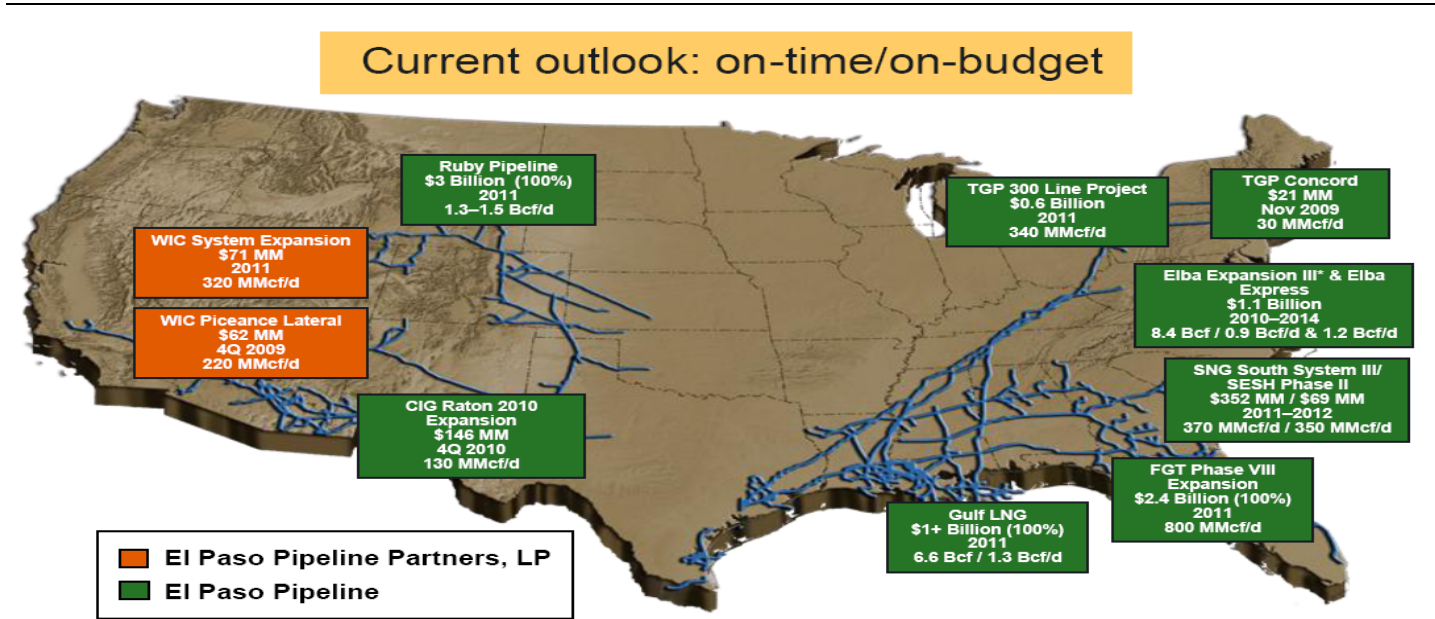 Current outlook: on-time/on-budget
Ruby Pipeline
$3 Billion (100%)
2011
1.3–1.5 Bcf/d
TGP 300 Line Project
$0.6 Billion
2011
340 MMcf/d
TGP Concord
$21 MM
Nov 2009
30 MMcf/d
WIC System Expansion
$71 MM
2011
320 MMcf/d
Elba Expansion III* & Elba
Express
$1.1 Billion
2010–2014
8.4 Bcf / 0.9 Bcf/d & 1.2 Bcf/d
WIC Piceance Lateral
$62 MM
4Q 2009
220 MMcf/d
SNG South System III/
SESH Phase II
$352 MM / $69 MM
2011–2012
370 MMcf/d / 350 MMcf/d
CIG Raton 2010
Expansion
$146 MM
4Q 2010
130 MMcf/d
FGT Phase VIII
Expansion
$2.4 Billion (100%)
2011
800 MMcf/d
Gulf LNG
$1+ Billion (100%)
2011
6.6 Bcf / 1.3 Bcf/d
El Paso Pipeline Partners, LP
El Paso Pipeline